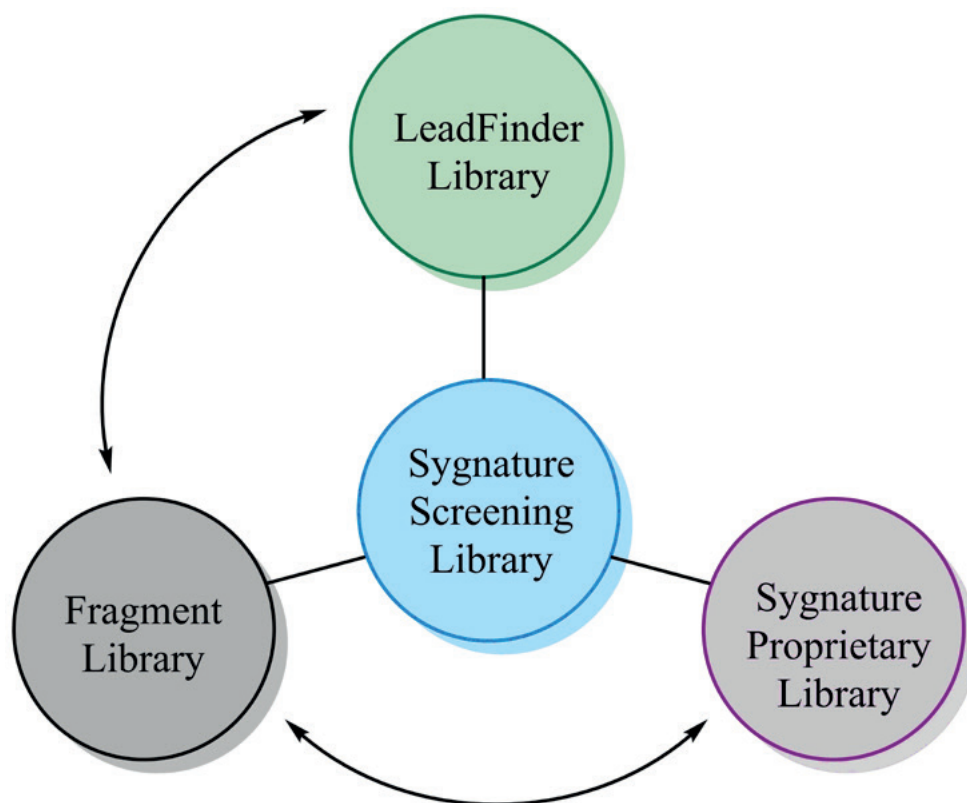 LeadFinder
Library
Sygnature
Screening
Library
Fragment
Library
Sygnature
Proprietary
Library